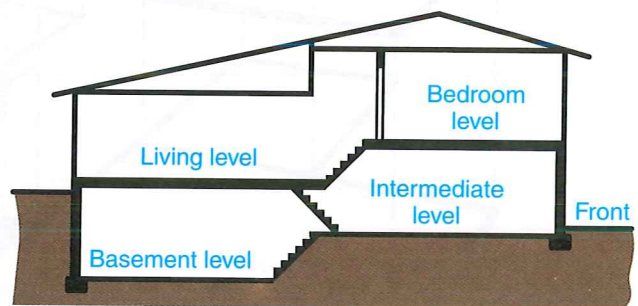 Bedroom
level
Living level
Intermediate
level
Front
Basement level